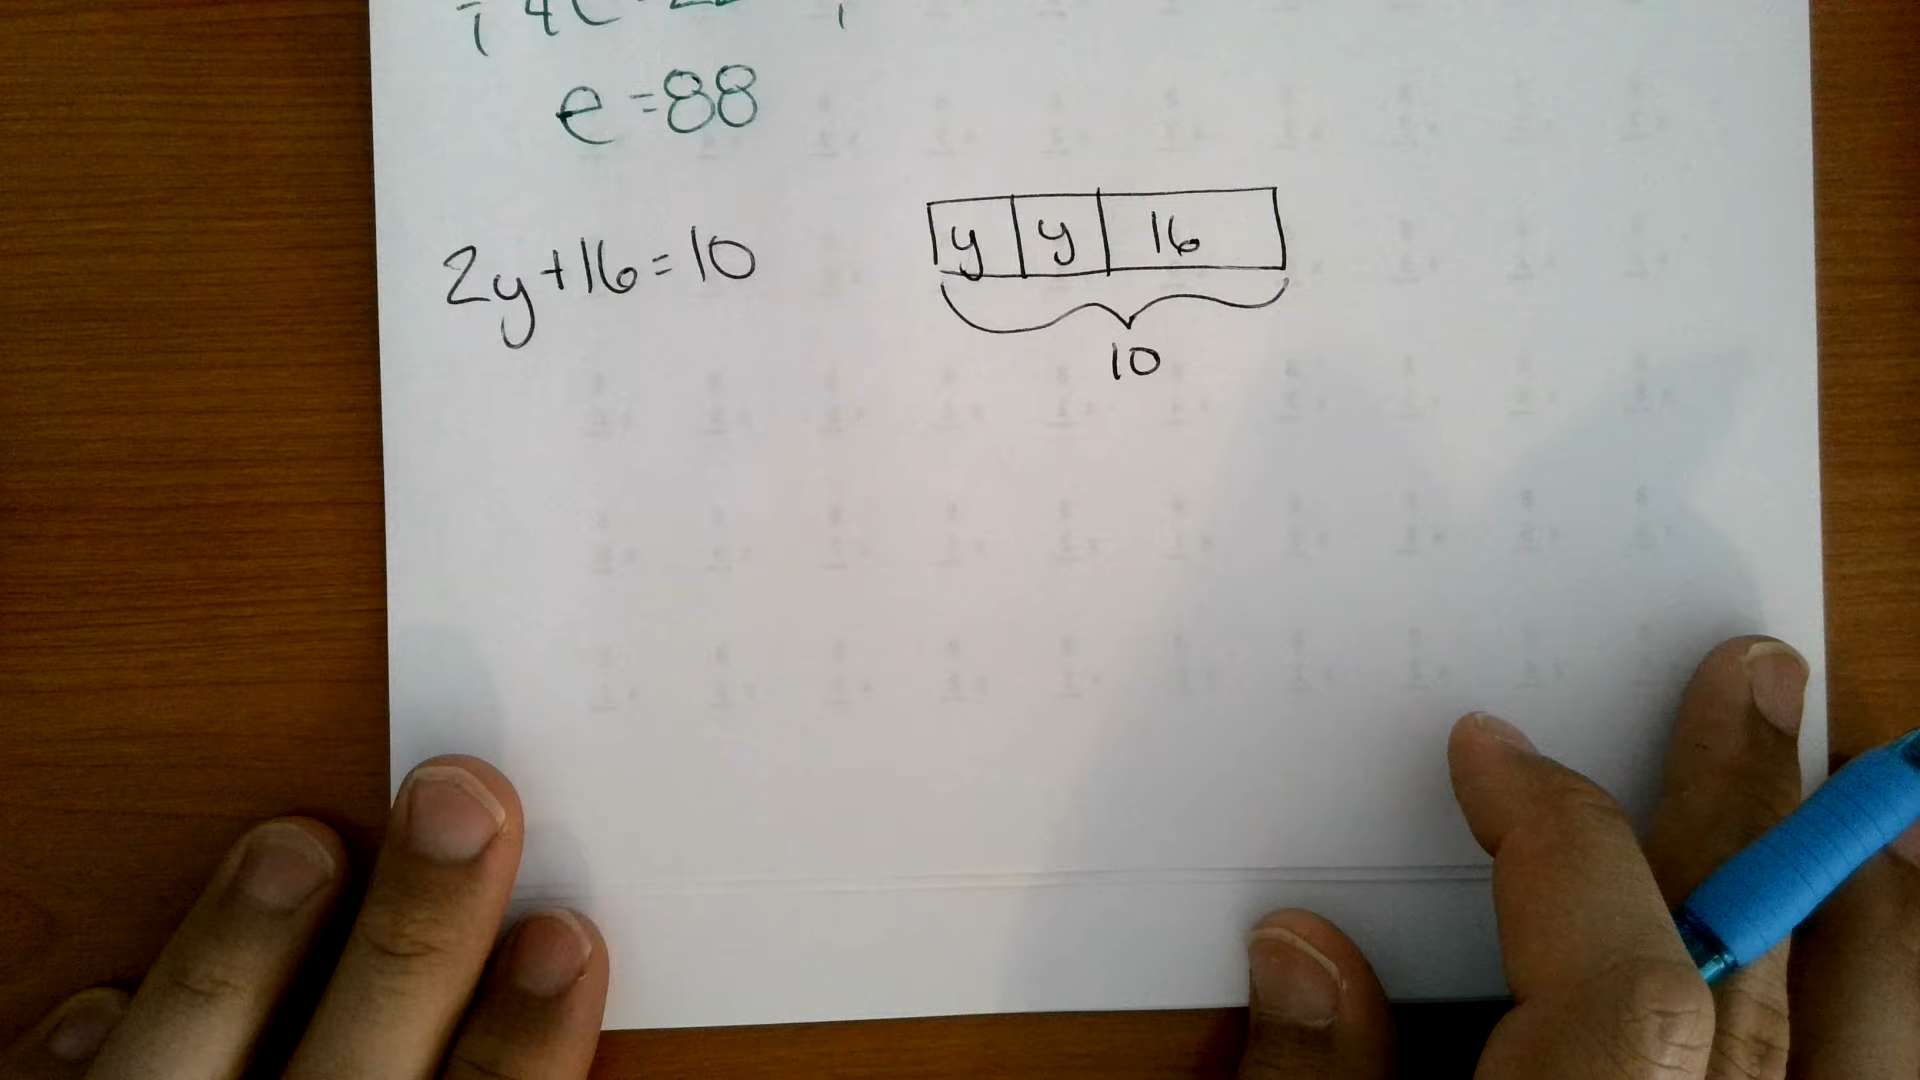 e = 88
2y + 16 = 10
y y 16
10